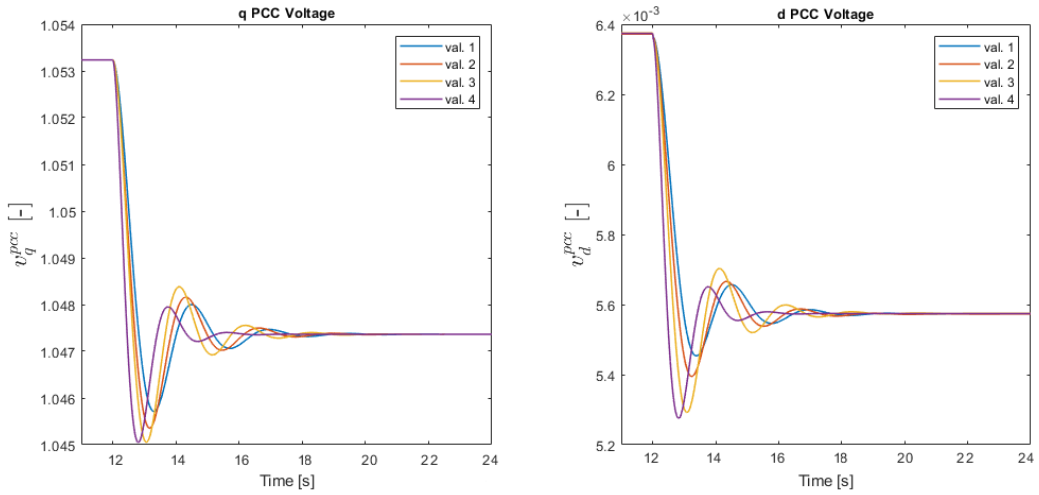 q PCC Voltage
1.054
1.053
1.052
1.051
1.05
1.049
1.048
1.047
1.046
1.045
v_q^{pcc} [-]
12 14 16 18 20 22 24
Time [s]
val. 1
val. 2
val. 3
val. 4
d PCC Voltage
×10^{-3}
6.4
6.2
6
5.8
5.6
5.4
5.2
v_d^{pcc} [-]
12 14 16 18 20 22 24
Time [s]
val. 1
val. 2
val. 3
val. 4